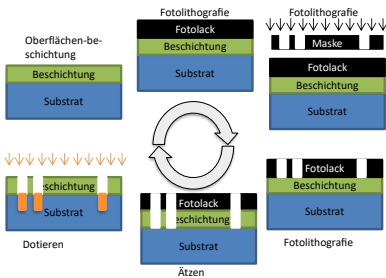 Oberflächen-be-
schichtung
Beschichtung
Substrat
Fotolithografie
Fotolack
Beschichtung
Substrat
Fotolithografie
Maske
Fotolack
Beschichtung
Substrat
Fotolack
Beschichtung
Substrat
Fotolithografie
Fotolack
Beschichtung
Substrat
Ätzen
eschichtung
Substrat
Dotieren